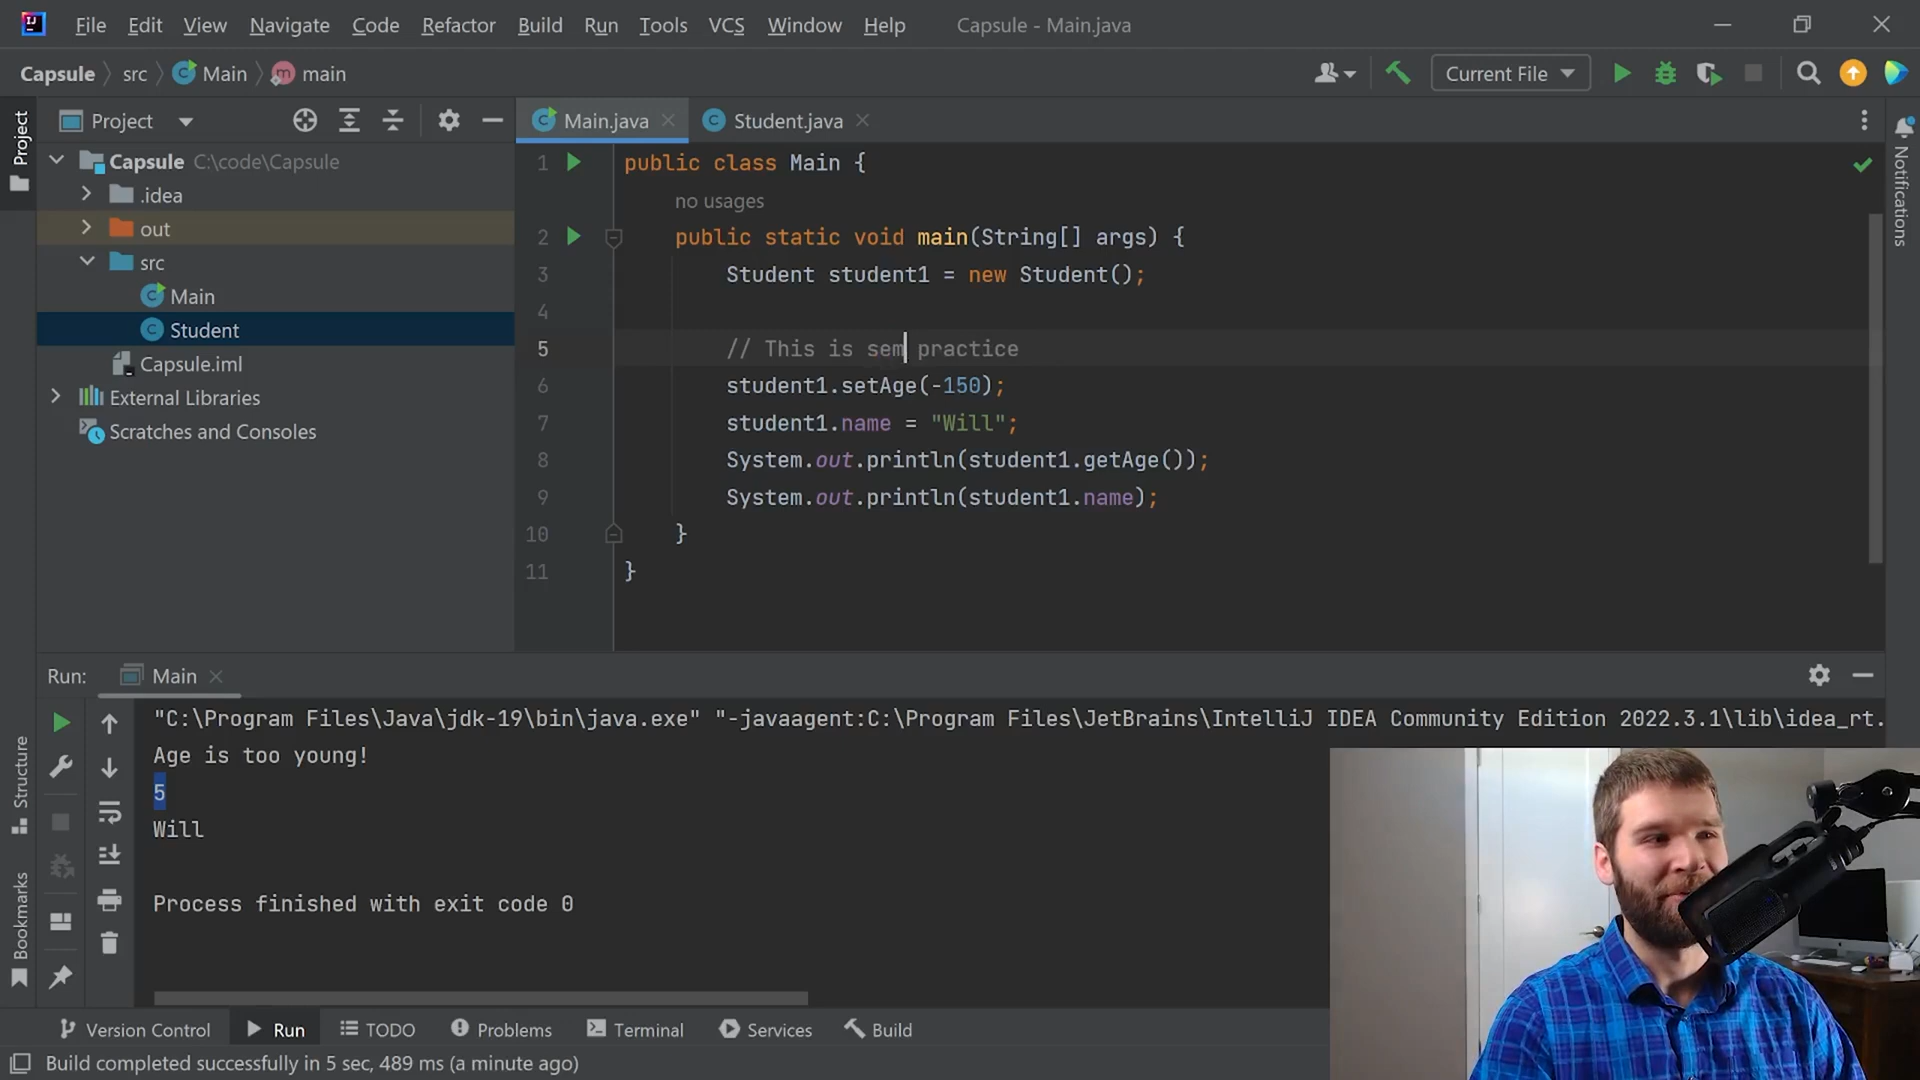 File Edit View Navigate Code Refactor Build Run Tools VCS Window Help Capsule - Main.java
Capsule src Main m main Current File
Project
Project
Capsule C:\code\Capsule
.idea
out
src
C Main
C Student
Capsule.iml
External Libraries
Scratches and Consoles
C Main.java C Student.java
1 public class Main {
no usages
2 public static void main(String[] args) {
3 Student student1 = new Student();
4
5 // This is sem practice
6 student1.setAge(-150);
7 student1.name = "Will";
8 System.out.println(student1.getAge());
9 System.out.println(student1.name);
10 }
11 }
Notifications
Run: Main
"C:\Program Files\Java\jdk-19\bin\java.exe" "-javaagent:C:\Program Files\JetBrains\IntelliJ IDEA Community Edition 2022.3.1\lib\idea_rt.
Age is too young!
5
Will
Process finished with exit code 0
Structure
Bookmarks
Version Control Run TODO Problems Terminal Services Build
Build completed successfully in 5 sec, 489 ms (a minute ago)